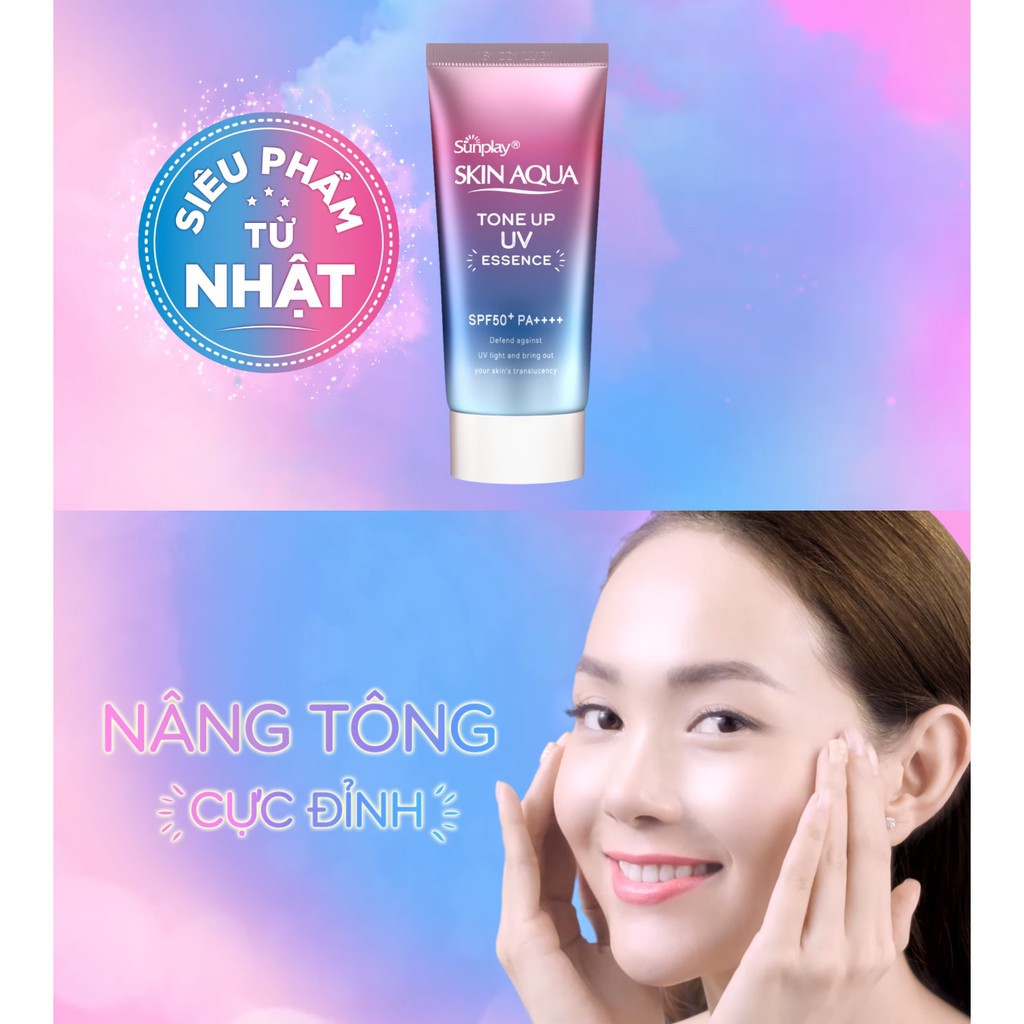 SIÊU PHẨM
TỪ
NHẬT
Sunplay®
SKIN AQUA
TONE UP
UV
ESSENCE
SPF50+ PA++++
Defend against
UV light and bring out
your skin's translucency
NÂNG TÔNG
CỰC ĐỈNH